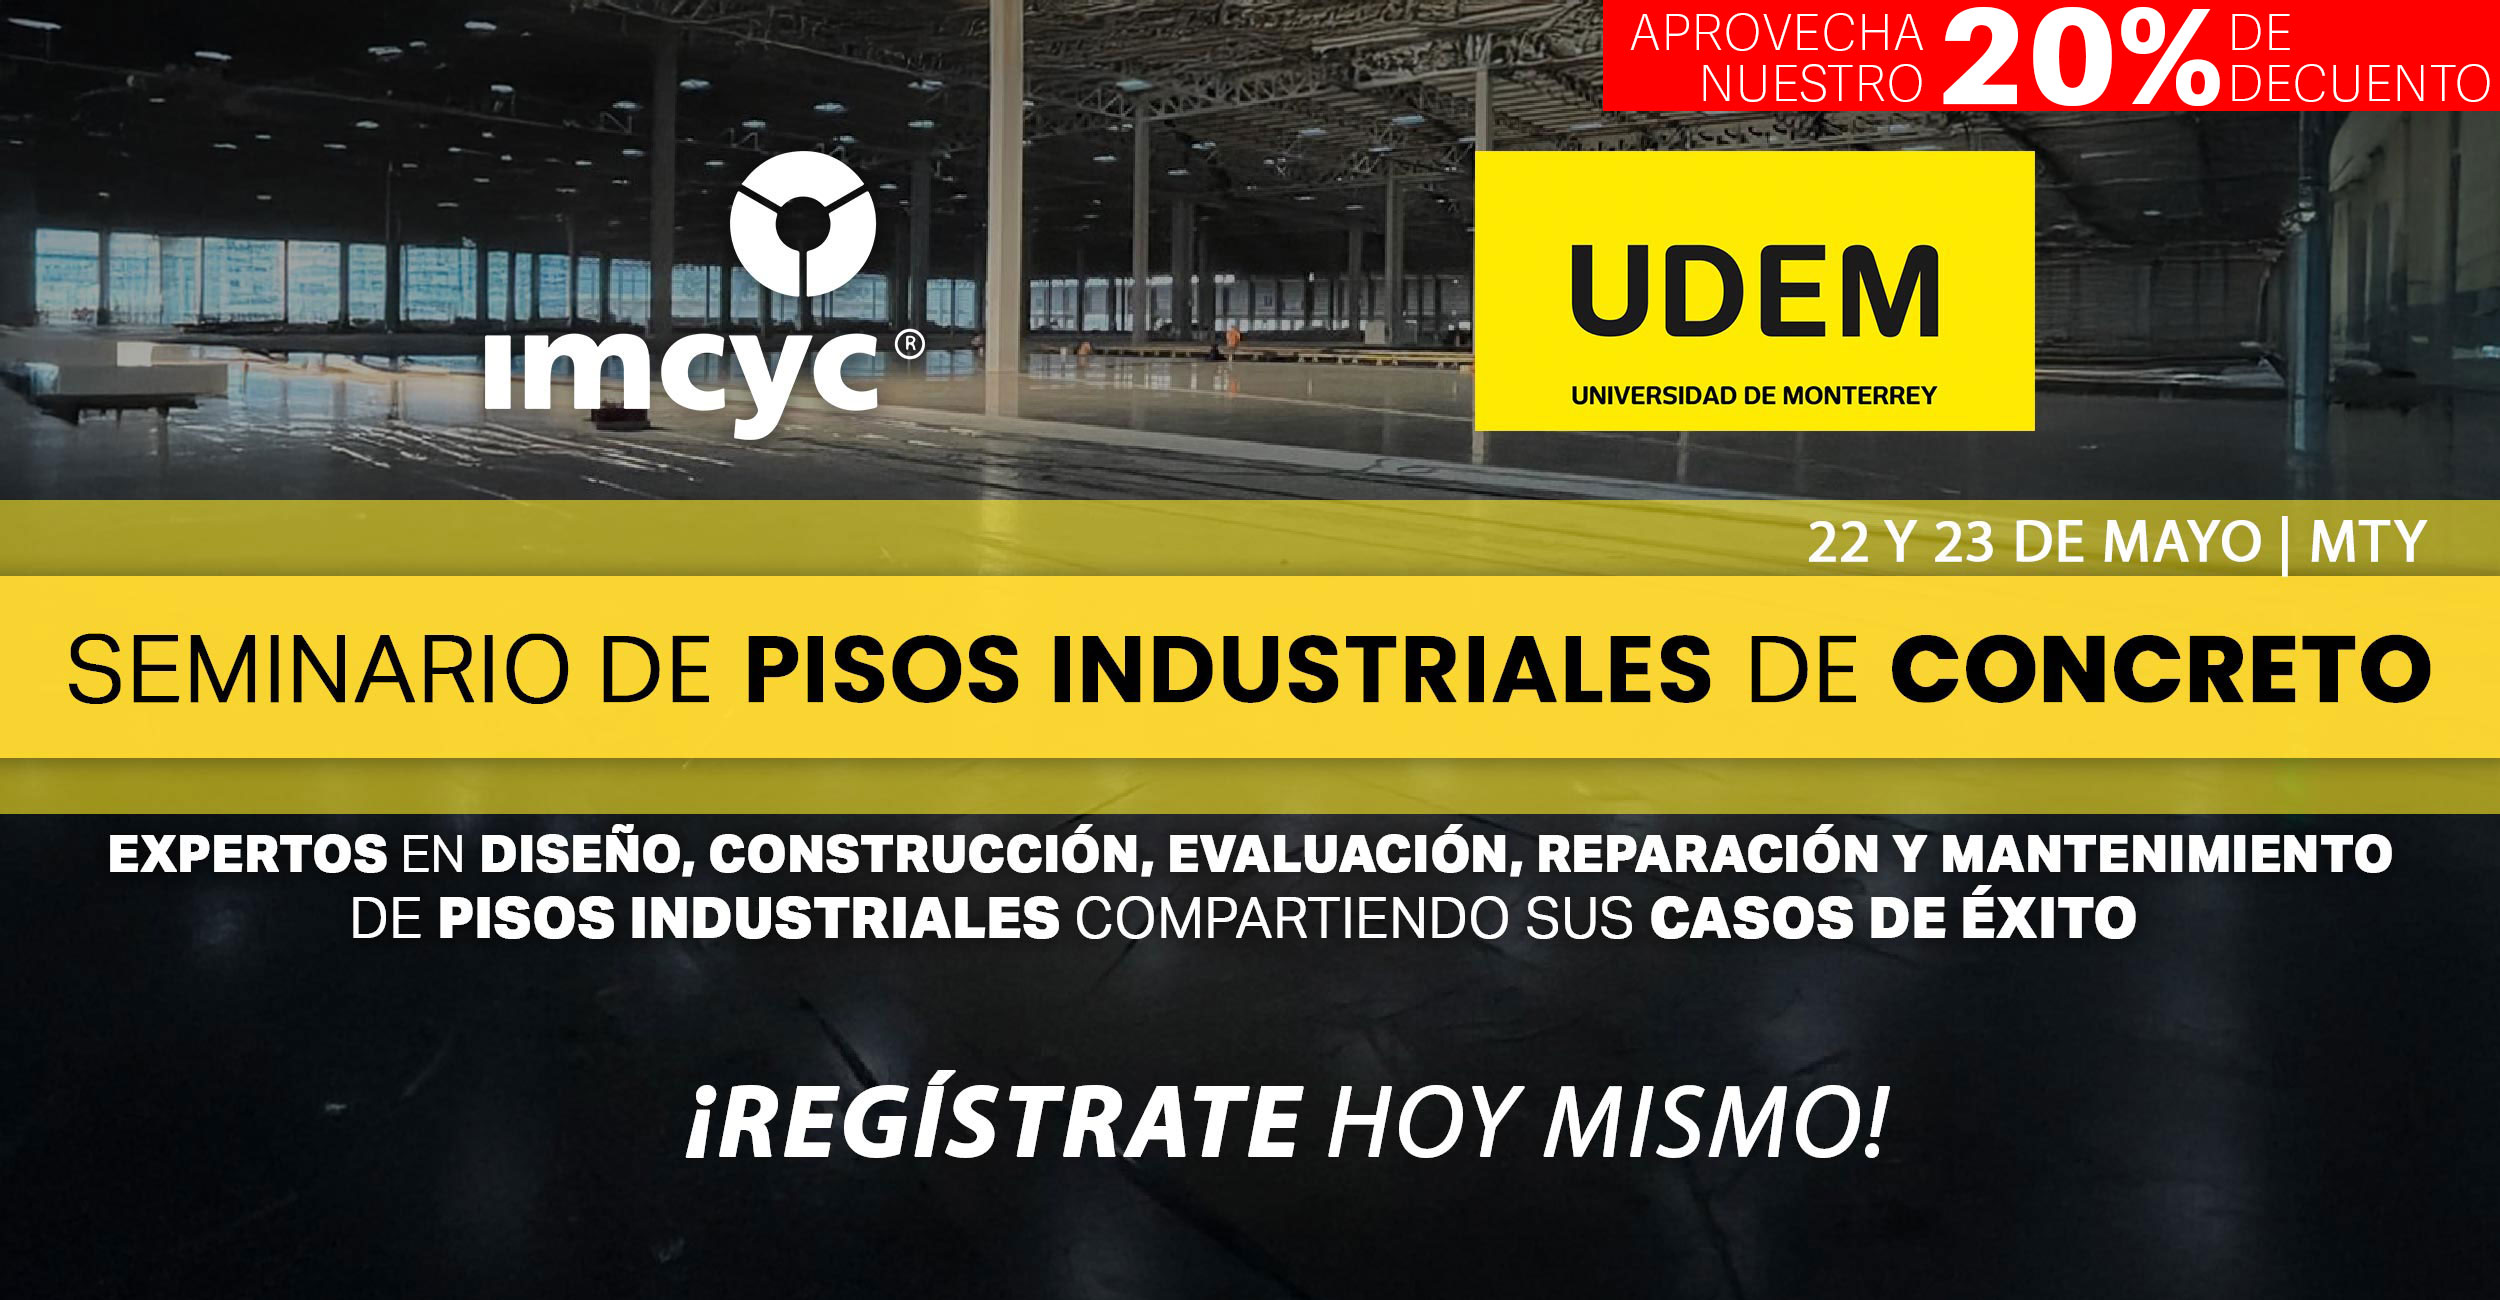 APROVECHA
NUESTRO
20%
DE
DECUENTO
imcyc ®
UDEM
UNIVERSIDAD DE MONTERREY
22 Y 23 DE MAYO | MTY
SEMINARIO DE PISOS INDUSTRIALES DE CONCRETO
EXPERTOS EN DISEÑO, CONSTRUCCIÓN, EVALUACIÓN, REPARACIÓN Y MANTENIMIENTO
DE PISOS INDUSTRIALES COMPARTIENDO SUS CASOS DE ÉXITO
¡REGÍSTRATE HOY MISMO!